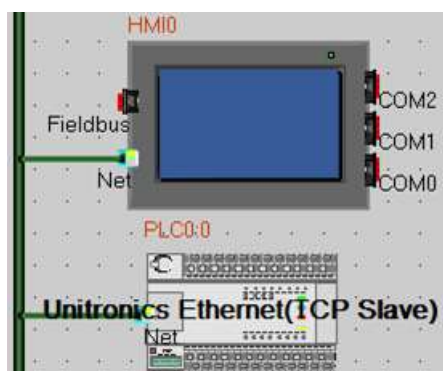 HMI0
COM2
Fieldbus
COM1
Net
COM0
PLC0:0
Unitronics Ethernet(TCP Slave)
Net